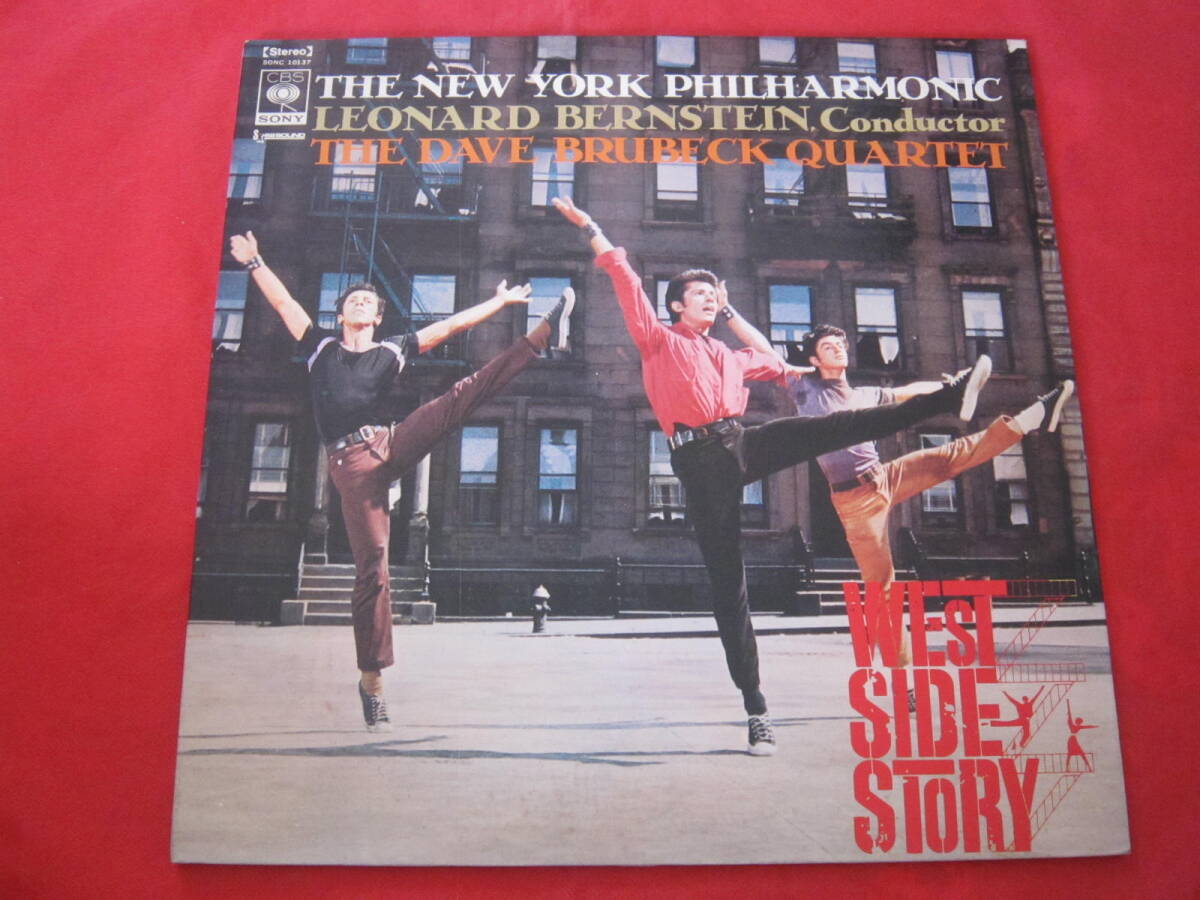 【Stereo】
SONC 10137
CBS
SONY
THE NEW YORK PHILHARMONIC
LEONARD BERNSTEIN, Conductor
THE DAVE BRUBECK QUARTET
WEST
SIDE
STORY